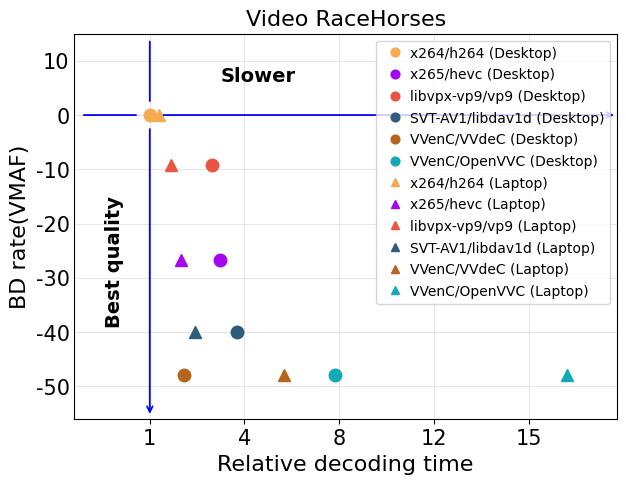 Video RaceHorses
10
0
-10
-20
-30
-40
-50
BD rate(VMAF)
Slower
Best quality
x264/h264 (Desktop)
x265/hevc (Desktop)
libvpx-vp9/vp9 (Desktop)
SVT-AV1/libdav1d (Desktop)
VVenC/VVdeC (Desktop)
VVenC/OpenVVC (Desktop)
x264/h264 (Laptop)
x265/hevc (Laptop)
libvpx-vp9/vp9 (Laptop)
SVT-AV1/libdav1d (Laptop)
VVenC/VVdeC (Laptop)
VVenC/OpenVVC (Laptop)
1 4 8 12 15
Relative decoding time